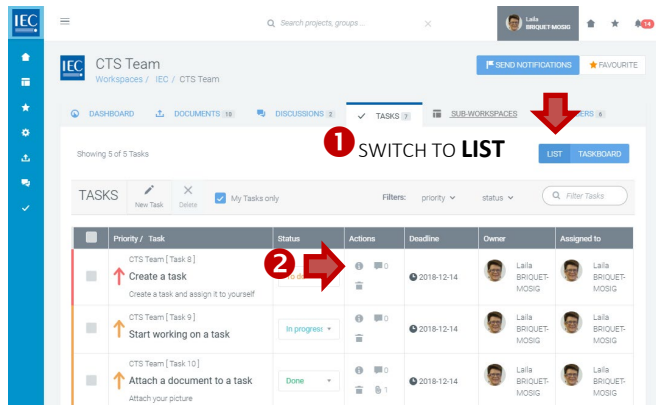 IEC
Search projects, groups ...
Laila
BRIQUET-MOSIG
14
IEC
CTS Team
Workspaces / IEC / CTS Team
SEND NOTIFICATIONS
FAVOURITE
DASHBOARD
DOCUMENTS 18
DISCUSSIONS 2
TASKS 7
SUB-WORKSPACES
ERS 6
1 SWITCH TO LIST
Showing 5 of 5 Tasks
LIST
TASKBOARD
TASKS
New Task
Delete
My Tasks only
Filters:
priority
status
Filter Tasks
Priority / Task
Status
Actions
Deadline
Owner
Assigned to
2
CTS Team [ Task 8 ]
Create a task
Create a task and assign it to yourself
To do
0
2018-12-14
Laila
BRIQUET-
MOSIG
Laila
BRIQUET-
MOSIG
CTS Team [ Task 9 ]
Start working on a task
In progress
0
2018-12-14
Laila
BRIQUET-
MOSIG
Laila
BRIQUET-
MOSIG
CTS Team [ Task 10 ]
Attach a document to a task
Attach your picture
Done
0
1
2018-12-14
Laila
BRIQUET-
MOSIG
Laila
BRIQUET-
MOSIG